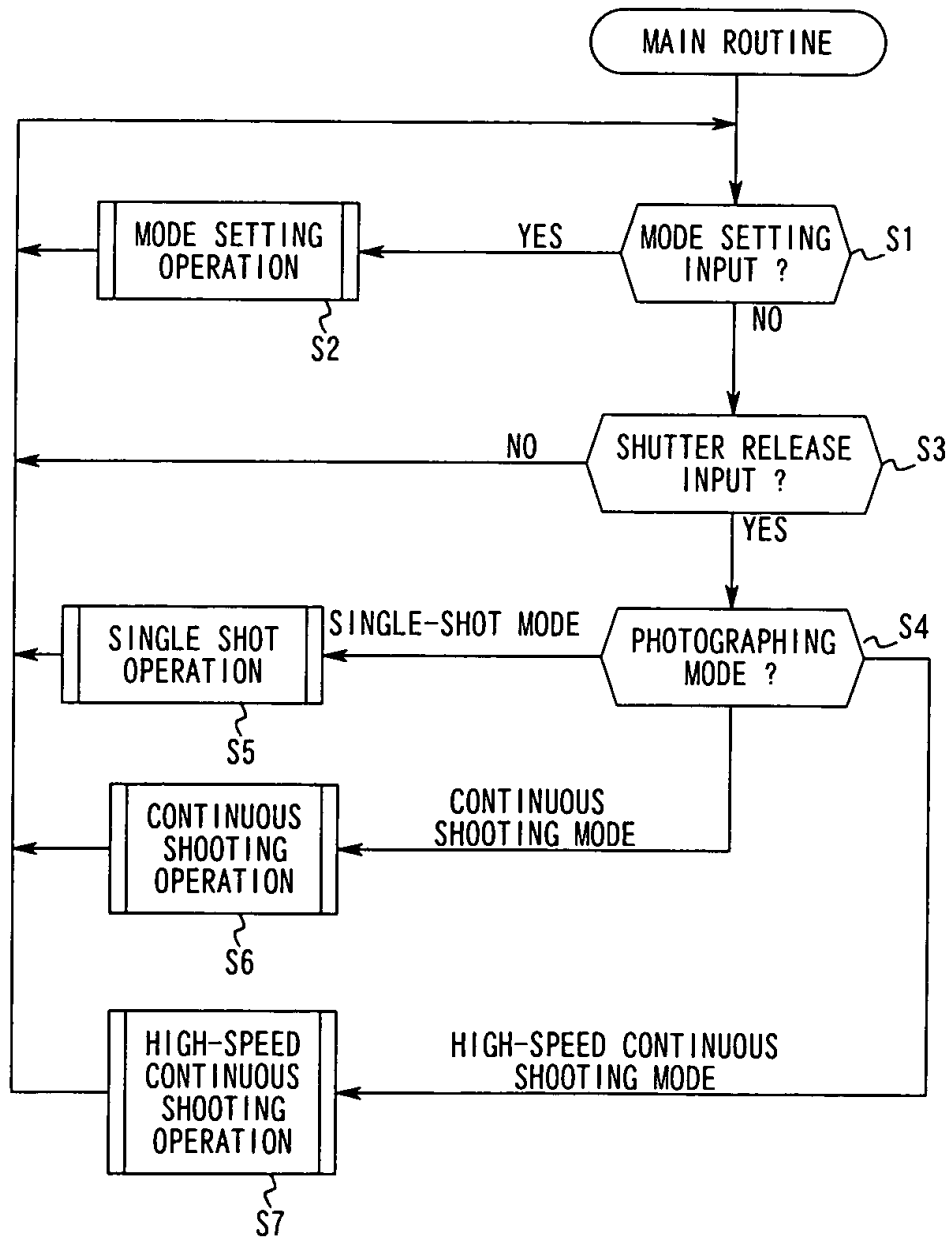 MAIN ROUTINE
MODE SETTING
INPUT ?
S1
YES
MODE SETTING
OPERATION
S2
NO
SHUTTER RELEASE
INPUT ?
S3
NO
YES
PHOTOGRAPHING
MODE ?
S4
SINGLE-SHOT MODE
SINGLE SHOT
OPERATION
S5
CONTINUOUS
SHOOTING MODE
CONTINUOUS
SHOOTING
OPERATION
S6
HIGH-SPEED CONTINUOUS
SHOOTING MODE
HIGH-SPEED
CONTINUOUS
SHOOTING
OPERATION
S7